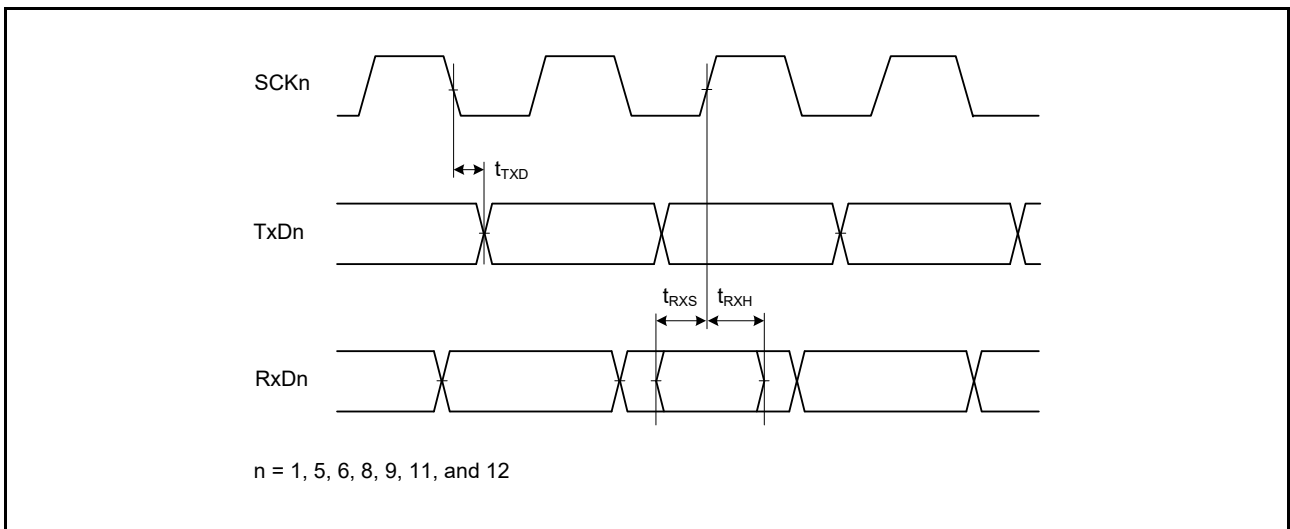 SCKn
tTXD
TxDn
tRXS tRXH
RxDn
n = 1, 5, 6, 8, 9, 11, and 12